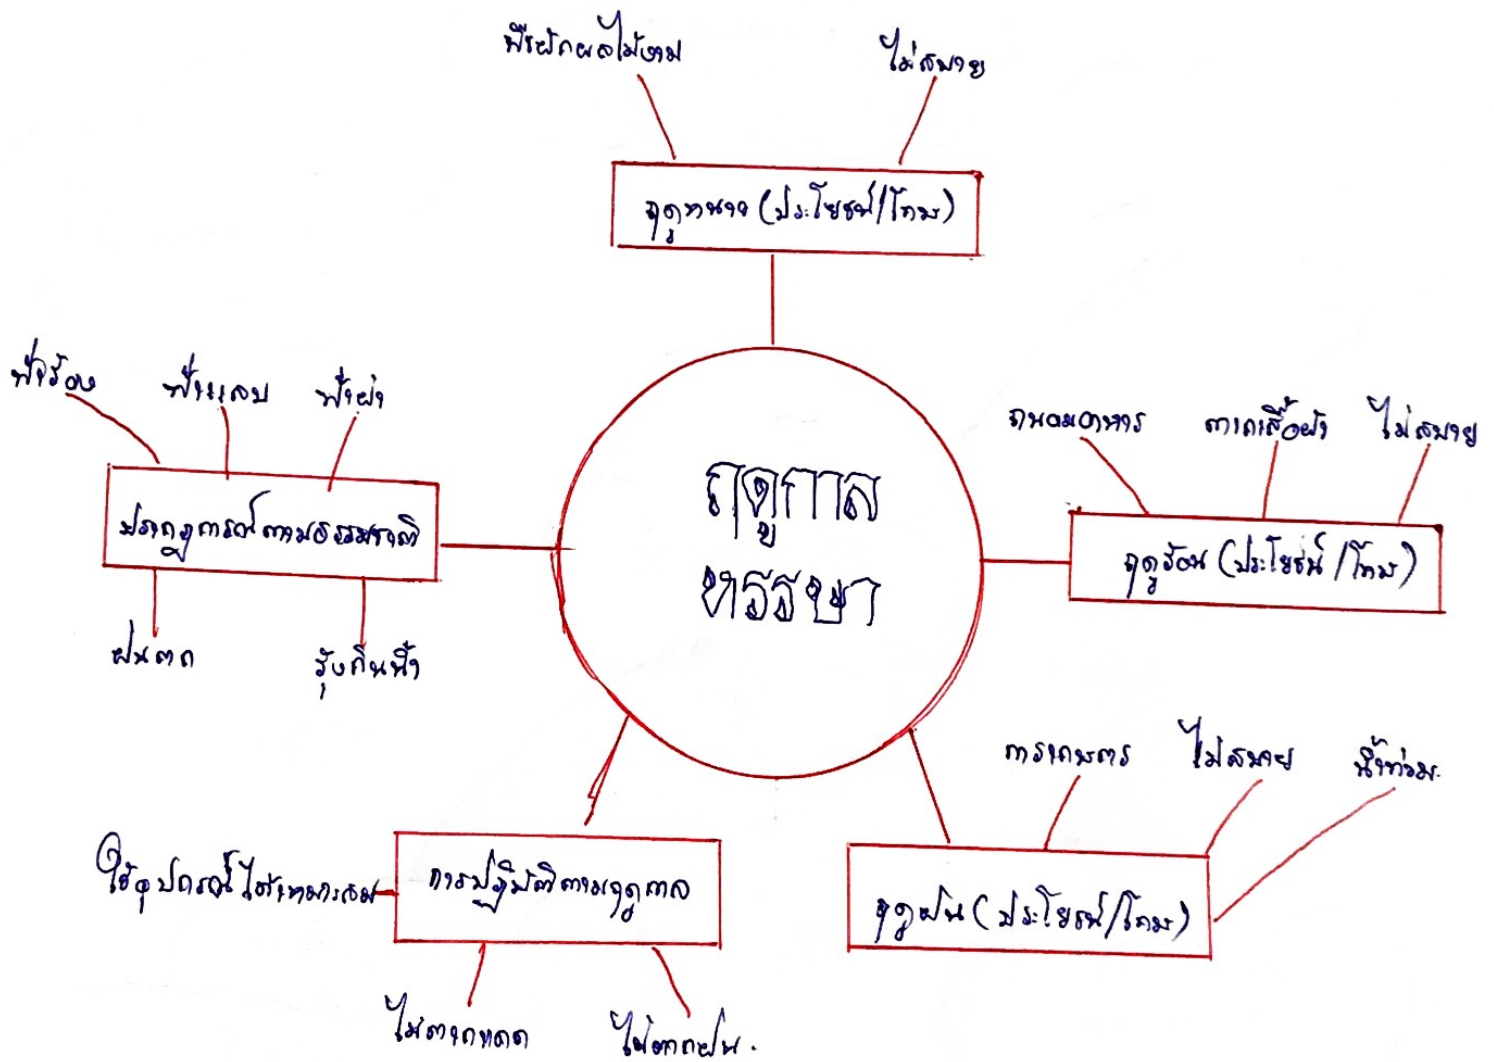 พืชผักผลไม้งาม
ไม่สบาย
ฤดูหนาว (ประโยชน์/โทษ)
ฟ้าร้อง
ฟ้าแลบ
ฟ้าผ่า
ปรากฏการณ์ตามธรรมชาติ
ฝนตก
รุ้งกินน้ำ
ฤดูกาล
หรรษา
ถนอมอาหาร
ตากเสื้อผ้า
ไม่สบาย
ฤดูร้อน (ประโยชน์/โทษ)
การเกษตร
ไม่สบาย
น้ำท่วม
ฤดูฝน (ประโยชน์/โทษ)
ใช้อุปกรณ์ให้เหมาะสม
การปฏิบัติตามฤดูกาล
ไม่ตากแดด
ไม่ตากฝน